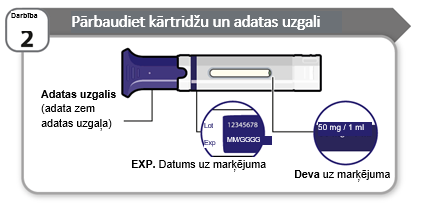 Darbība
2
Pārbaudiet kārtridžu un adatas uzgali
Adatas uzgalis
(adata zem
adatas uzgaļa)
Lot 12345678
Exp MM/GGGG
50 mg / 1 ml
EXP. Datums uz marķējuma
Deva uz marķējuma